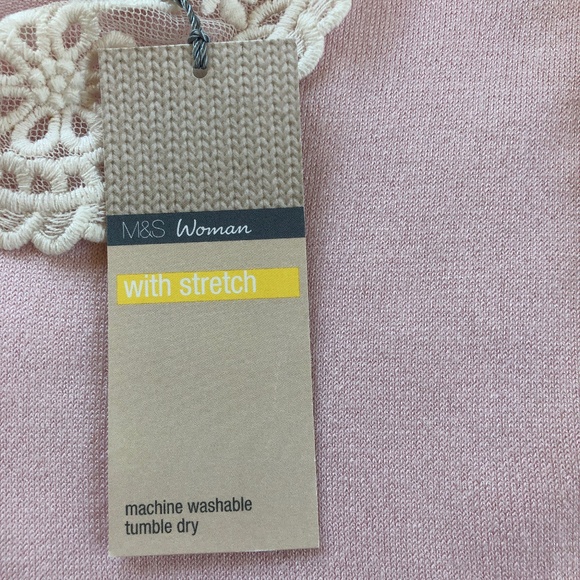 M&S Woman
with stretch
machine washable
tumble dry